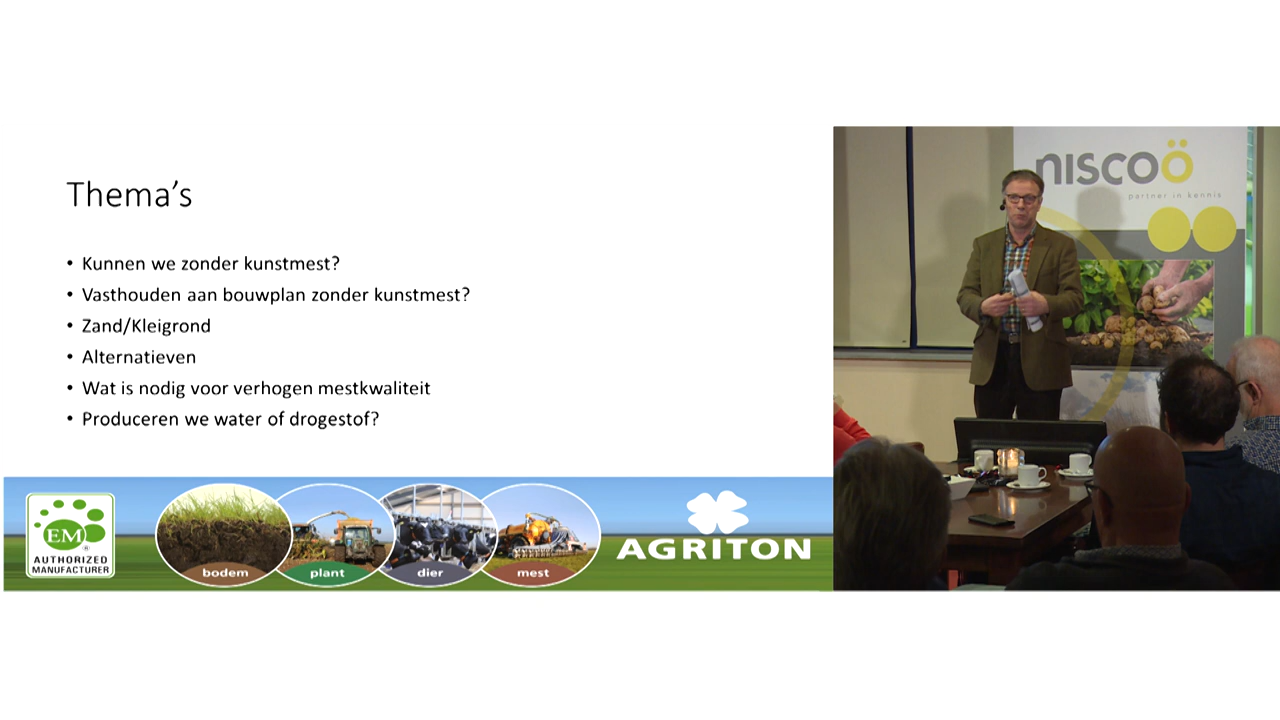 Thema's
• Kunnen we zonder kunstmest?
• Vasthouden aan bouwplan zonder kunstmest?
• Zand/Kleigrond
• Alternatieven
• Wat is nodig voor verhogen mestkwaliteit
• Produceren we water of drogestof?
EM®
AUTHORIZED
MANUFACTURER
bodem
plant
dier
mest
AGRITON
NISCOÖ
partner in kennis